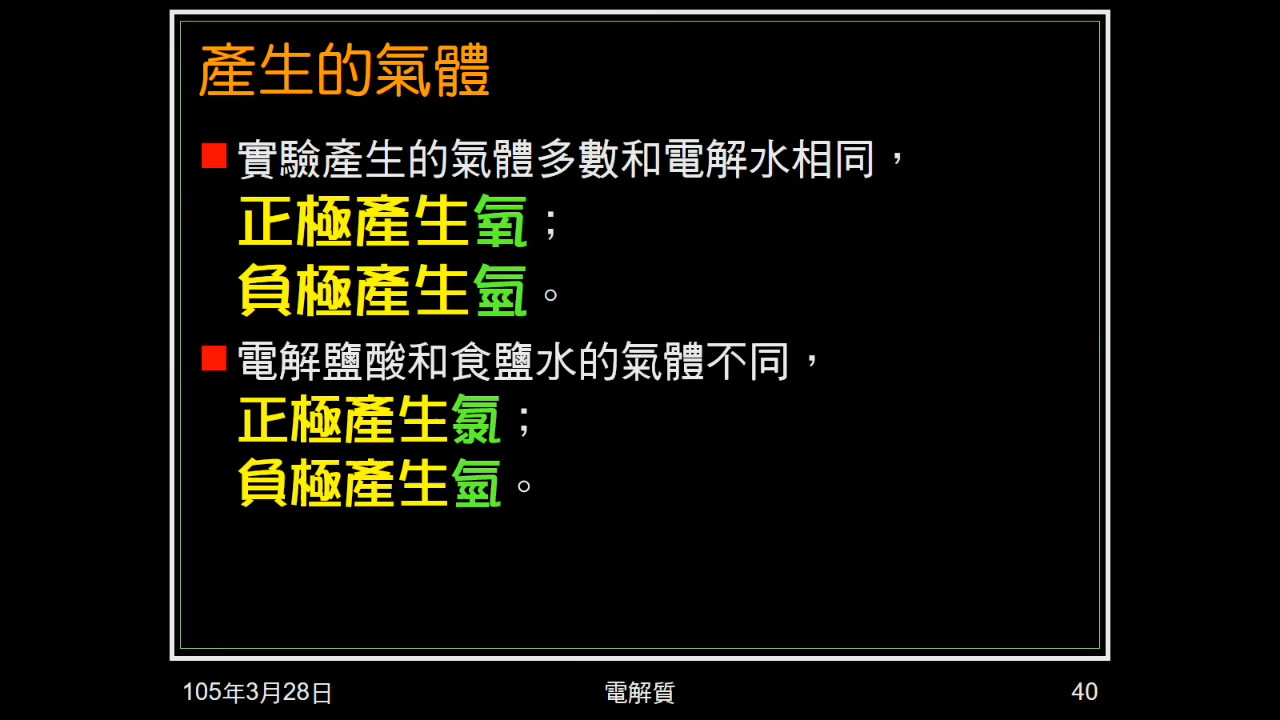 產生的氣體
實驗產生的氣體多數和電解水相同，
正極產生氧；
負極產生氫。
電解鹽酸和食鹽水的氣體不同，
正極產生氯；
負極產生氫。
105年3月28日
電解質
40